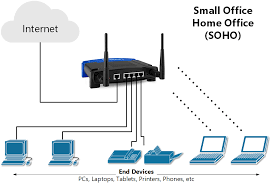 Small Office
Home Office
(SOHO)
Internet
End Devices
PCs, Laptops, Tablets, Printers, Phones, etc